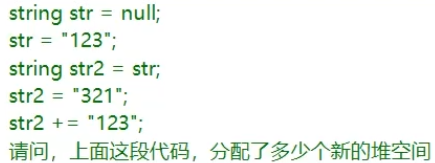 string str = null;
str = "123";
string str2 = str;
str2 = "321";
str2 += "123";
请问，上面这段代码，分配了多少个新的堆空间